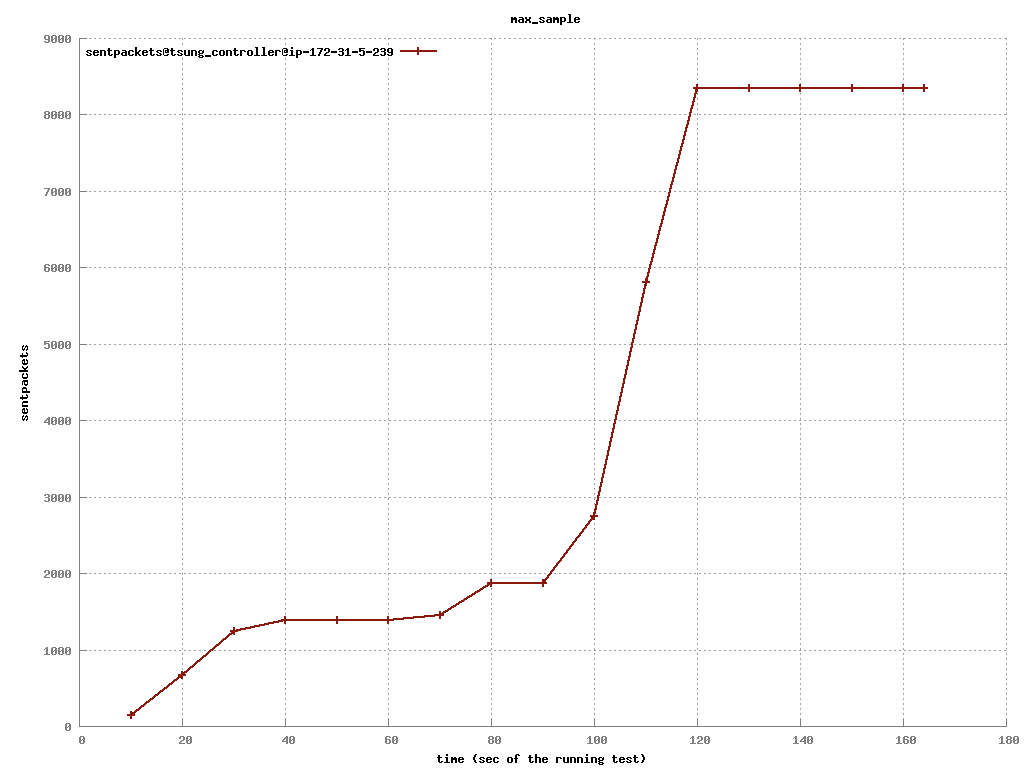 max_sample
sentpackets@tsung_controller@ip-172-31-5-239
9000
8000
7000
6000
5000
4000
3000
2000
1000
0
sentpackets
0 20 40 60 80 100 120 140 160 180
time (sec of the running test)